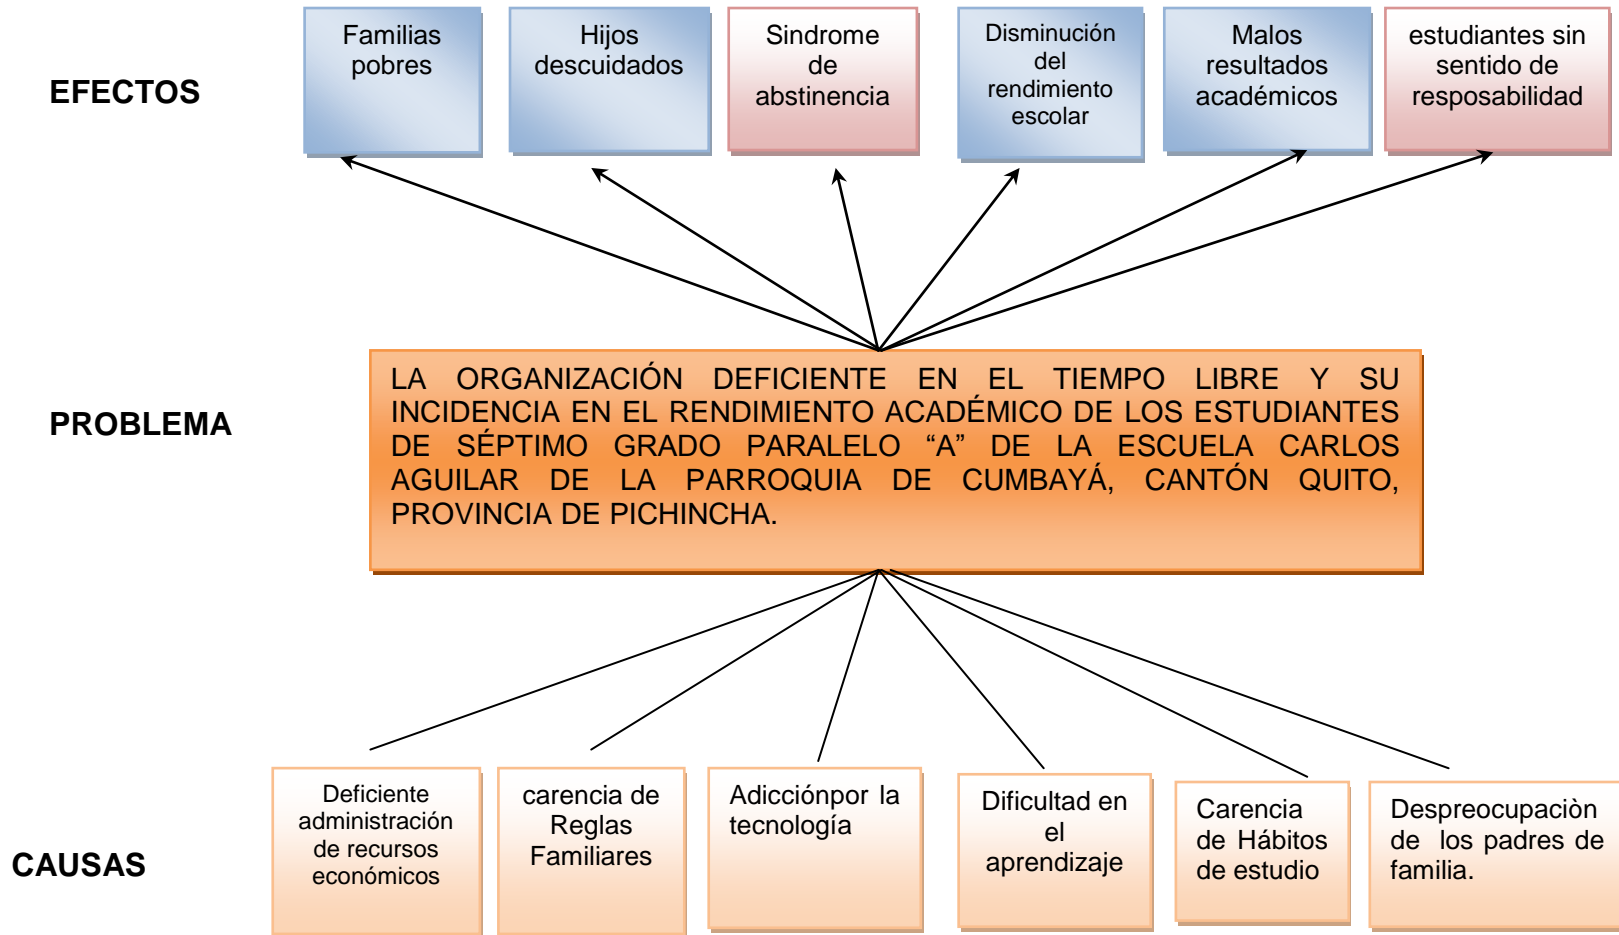 Familias
pobres
Hijos
descuidados
Sindrome
de
abstinencia
Disminución
del
rendimiento
escolar
Malos
resultados
académicos
estudiantes sin
sentido de
resposabilidad
EFECTOS
LA ORGANIZACIÓN DEFICIENTE EN EL TIEMPO LIBRE Y SU
INCIDENCIA EN EL RENDIMIENTO ACADÉMICO DE LOS ESTUDIANTES
DE SÉPTIMO GRADO PARALELO “A” DE LA ESCUELA CARLOS
AGUILAR DE LA PARROQUIA DE CUMBAYÁ, CANTÓN QUITO,
PROVINCIA DE PICHINCHA.
PROBLEMA
Deficiente
administración
de recursos
económicos
carencia de
Reglas
Familiares
Adicciónpor la
tecnología
Dificultad en
el
aprendizaje
Carencia
de Hábitos
de estudio
Despreocupaciòn
de los padres de
familia.
CAUSAS